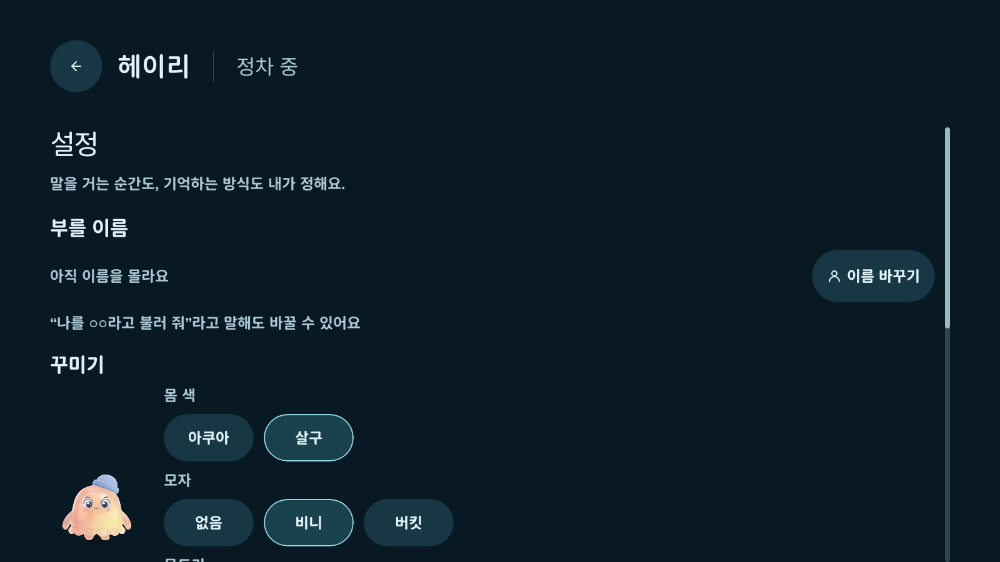 헤이리
정차 중
설정
말을 거는 순간도, 기억하는 방식도 내가 정해요.
부를 이름
아직 이름을 몰라요
이름 바꾸기
“나를 ○○라고 불러 줘”라고 말해도 바꿀 수 있어요
꾸미기
몸 색
아쿠아
살구
모자
없음
비니
버킷